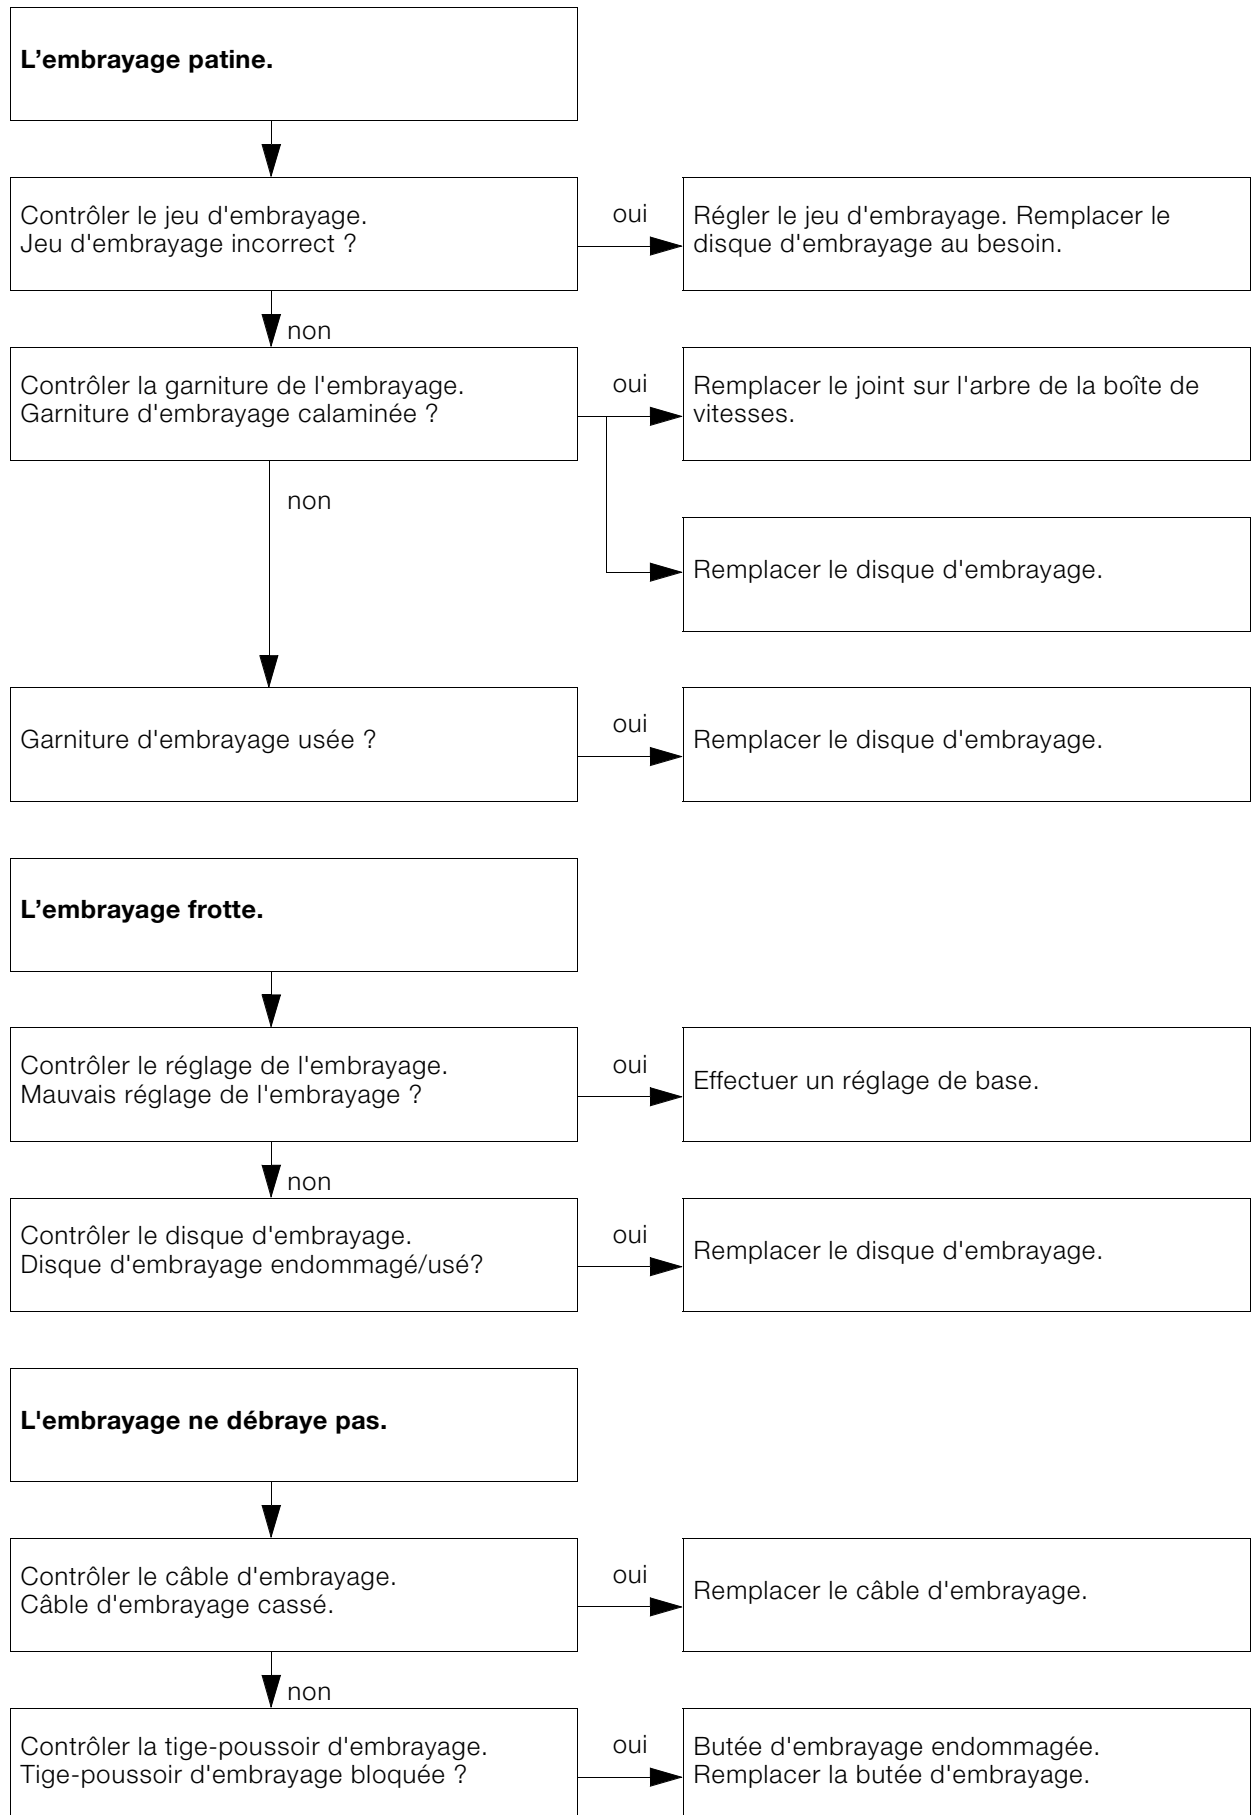 L’embrayage patine.
Contrôler le jeu d'embrayage.
Jeu d'embrayage incorrect ?
oui
Régler le jeu d'embrayage. Remplacer le
disque d'embrayage au besoin.
non
Contrôler la garniture de l'embrayage.
Garniture d'embrayage calaminée ?
oui
Remplacer le joint sur l'arbre de la boîte de
vitesses.
non
Remplacer le disque d'embrayage.
Garniture d'embrayage usée ?
oui
Remplacer le disque d'embrayage.
L’embrayage frotte.
Contrôler le réglage de l'embrayage.
Mauvais réglage de l'embrayage ?
oui
Effectuer un réglage de base.
non
Contrôler le disque d'embrayage.
Disque d'embrayage endommagé/usé?
oui
Remplacer le disque d'embrayage.
L'embrayage ne débraye pas.
Contrôler le câble d'embrayage.
Câble d'embrayage cassé.
oui
Remplacer le câble d'embrayage.
non
Contrôler la tige-poussoir d'embrayage.
Tige-poussoir d'embrayage bloquée ?
oui
Butée d'embrayage endommagée.
Remplacer la butée d'embrayage.